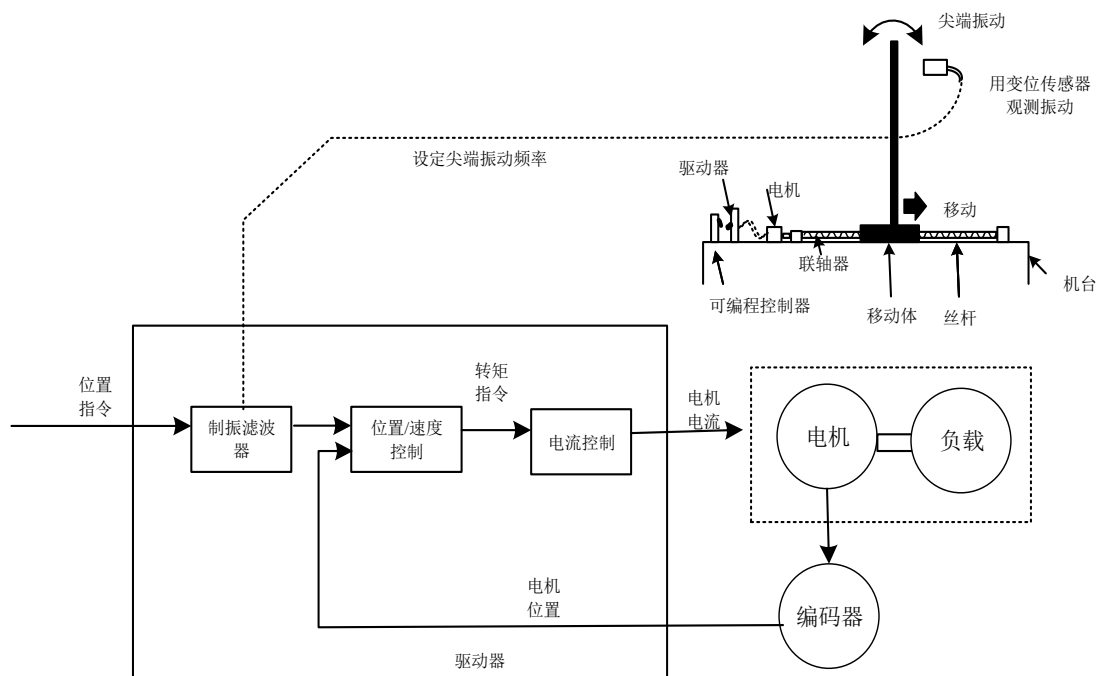 尖端振动
用变位传感器
观测振动
设定尖端振动频率
驱动器
电机
移动
联轴器
机台
可编程控制器
移动体
丝杆
位置
指令
转矩
指令
电机
电流
制振滤波
器
位置/速度
控制
电流控制
电机
负载
电机
位置
编码器
驱动器